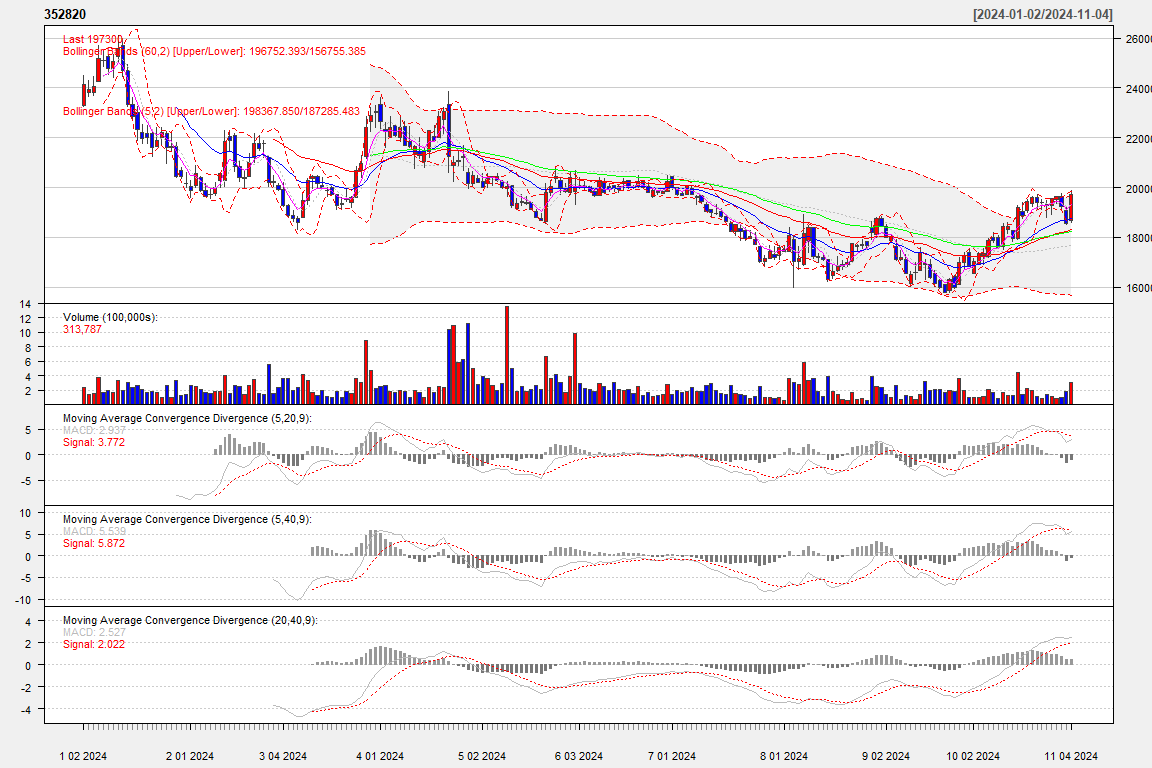 352820
[2024-01-02/2024-11-04]
Last 197300
Bollinger Bands (60,2) [Upper/Lower]: 196752.393/156755.385
Bollinger Bands (5,2) [Upper/Lower]: 198367.850/187285.483
26000
24000
22000
20000
18000
16000
Volume (100,000s):
313,787
14
12
10
8
6
4
2
Moving Average Convergence Divergence (5,20,9):
MACD: 2.937
Signal: 3.772
5
0
-5
Moving Average Convergence Divergence (5,40,9):
MACD: 5.539
Signal: 5.872
10
5
0
-5
-10
Moving Average Convergence Divergence (20,40,9):
MACD: 2.527
Signal: 2.022
4
2
0
-2
-4
1 02 2024
2 01 2024
3 04 2024
4 01 2024
5 02 2024
6 03 2024
7 01 2024
8 01 2024
9 02 2024
10 02 2024
11 04 2024